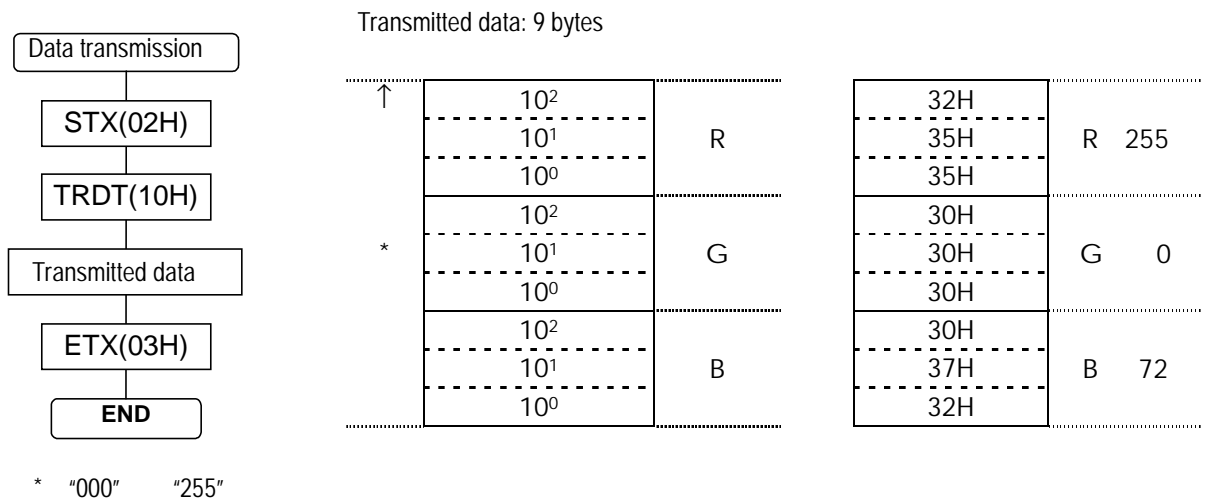 Transmitted data: 9 bytes
Data transmission
STX(02H)
TRDT(10H)
Transmitted data
ETX(03H)
END
* “000” “255”
↑
*
10²
10¹
10⁰
R
10²
10¹
10⁰
G
10²
10¹
10⁰
B
32H
35H
35H
R 255
30H
30H
30H
G 0
30H
37H
32H
B 72